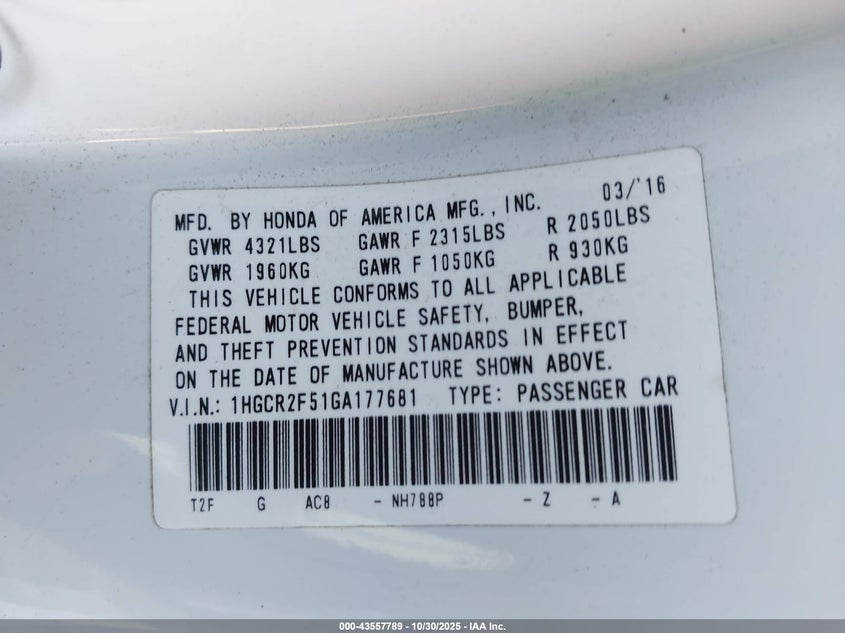 MFD. BY HONDA OF AMERICA MFG., INC. 03/'16
GVWR 4321LBS GAWR F 2315LBS R 2050LBS
GVWR 1960KG GAWR F 1050KG R 930KG
THIS VEHICLE CONFORMS TO ALL APPLICABLE
FEDERAL MOTOR VEHICLE SAFETY, BUMPER,
AND THEFT PREVENTION STANDARDS IN EFFECT
ON THE DATE OF MANUFACTURE SHOWN ABOVE.
V.I.N.: 1HGCR2F51GA177681 TYPE: PASSENGER CAR
T2F G AC8 - NH788P - Z - A
000-43557789 - 10/30/2025 - IAA Inc.